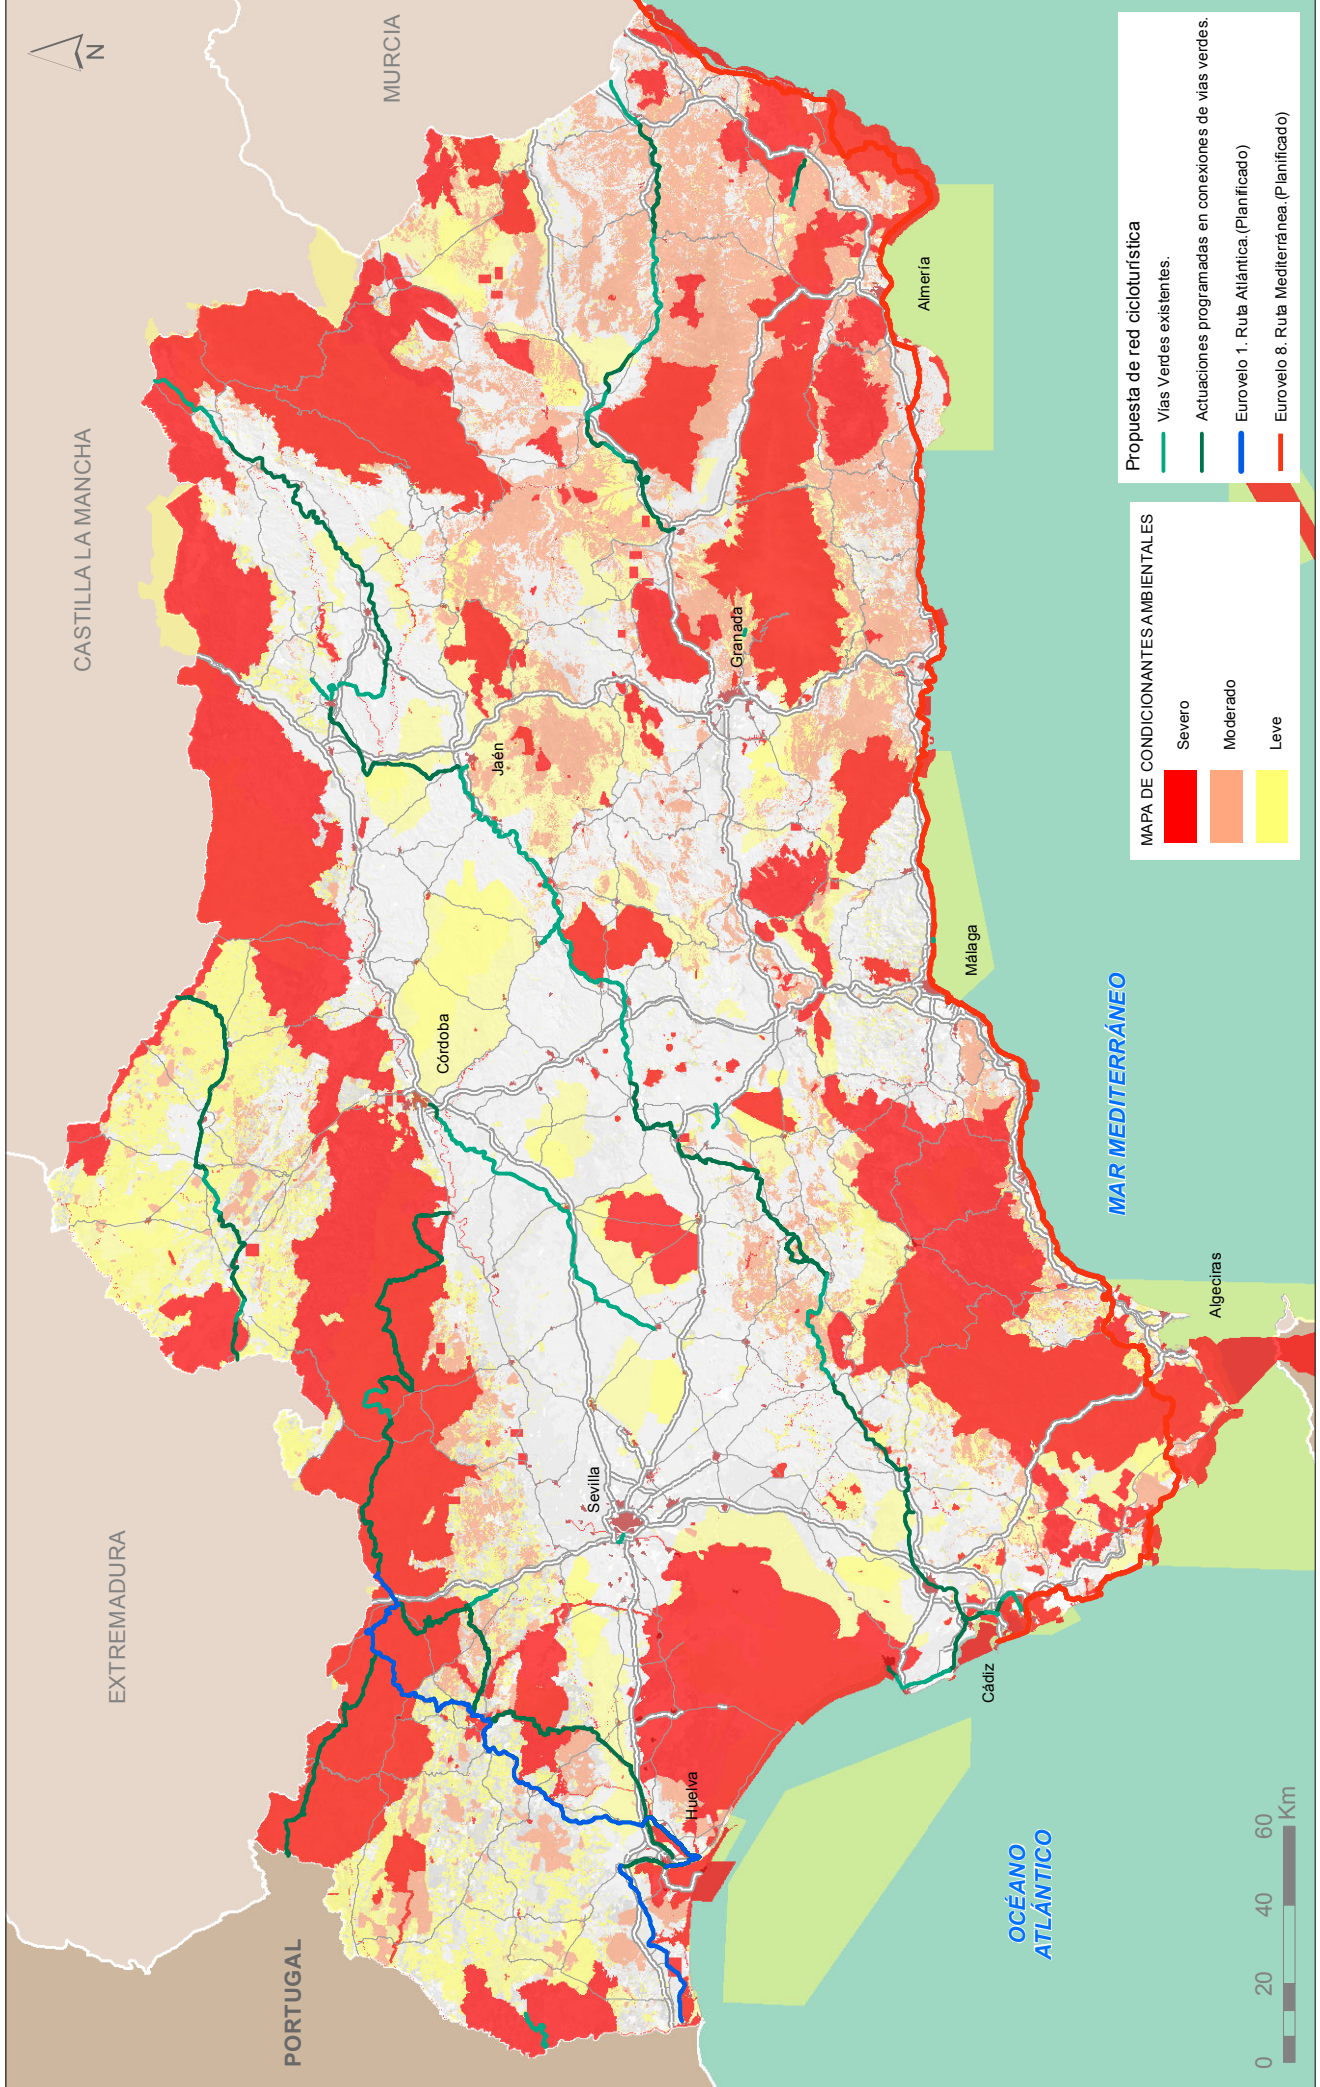 N
MURCIA
CASTILLA LA MANCHA
EXTREMADURA
PORTUGAL
Jaén
Córdoba
Granada
Almería
Sevilla
Málaga
Huelva
Cádiz
Algeciras
MAR MEDITERRÁNEO
OCÉANO
ATLÁNTICO
0 20 40 60
Km
MAPA DE CONDICIONANTES AMBIENTALES
Severo
Moderado
Leve
Propuesta de red cicloturística
Vías Verdes existentes.
Actuaciones programadas en conexiones de vías verdes.
Eurovelo 1. Ruta Atlántica.(Planificado)
Eurovelo 8. Ruta Mediterránea.(Planificado)